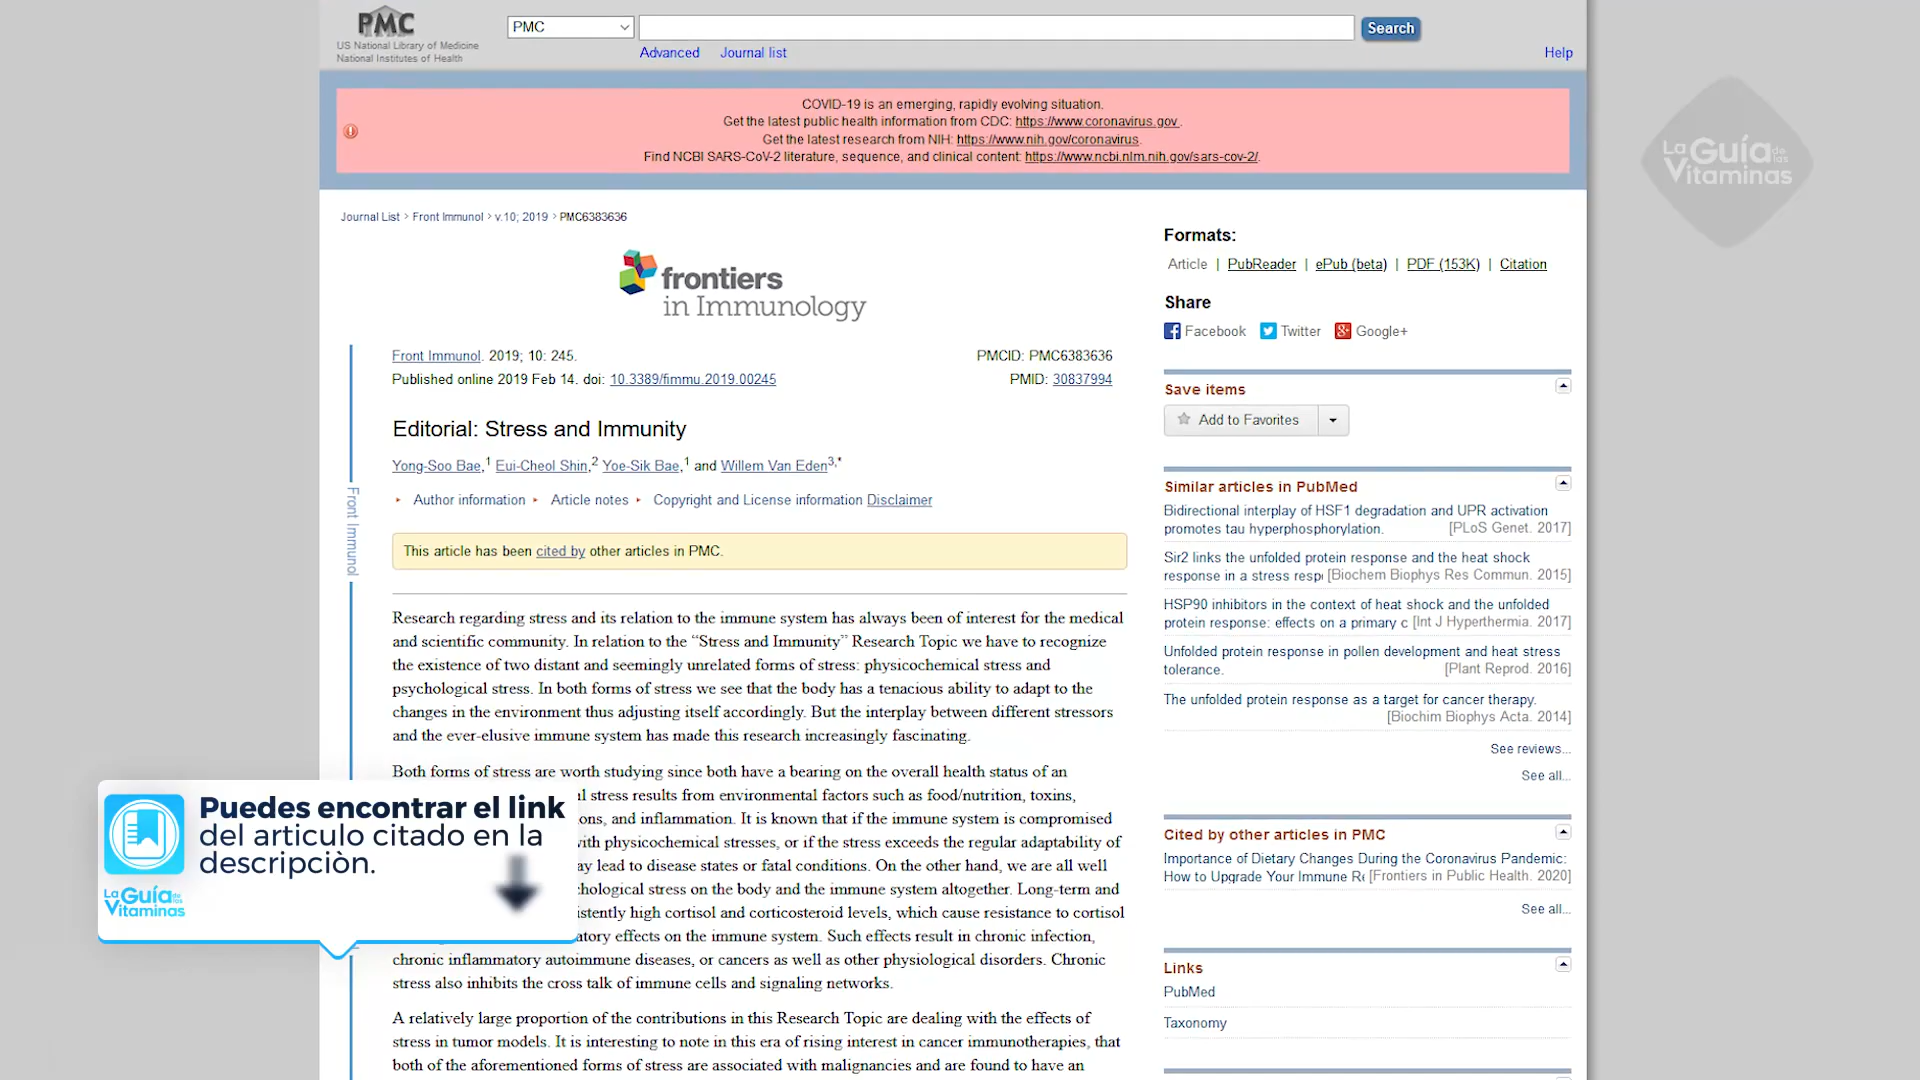 PMC
US National Library of Medicine
National Institutes of Health
PMC
Search
Advanced Journal list
Help
COVID-19 is an emerging, rapidly evolving situation.
Get the latest public health information from CDC: https://www.coronavirus.gov.
Get the latest research from NIH: https://www.nih.gov/coronavirus.
Find NCBI SARS-CoV-2 literature, sequence, and clinical content: https://www.ncbi.nlm.nih.gov/sars-cov-2/.
La Guía de las
Vitaminas
Journal List > Front Immunol > v.10; 2019 > PMC6383636
frontiers
in Immunology
Front Immunol. 2019; 10: 245.
PMCID: PMC6383636
Published online 2019 Feb 14. doi: 10.3389/fimmu.2019.00245
PMID: 30837994
Editorial: Stress and Immunity
Yong-Soo Bae,1 Eui-Cheol Shin,2 Yoe-Sik Bae,1 and Willem Van Eden3,*
Author information Article notes Copyright and License information Disclaimer
This article has been cited by other articles in PMC.
Front Immunol
Research regarding stress and its relation to the immune system has always been of interest for the medical
and scientific community. In relation to the “Stress and Immunity” Research Topic we have to recognize
the existence of two distant and seemingly unrelated forms of stress: physicochemical stress and
psychological stress. In both forms of stress we see that the body has a tenacious ability to adapt to the
changes in the environment thus adjusting itself accordingly. But the interplay between different stressors
and the ever-elusive immune system has made this research increasingly fascinating.
Both forms of stress are worth studying since both have a bearing on the overall health status of an
l stress results from environmental factors such as food/nutrition, toxins,
ons, and inflammation. It is known that if the immune system is compromised
ith physicochemical stresses, or if the stress exceeds the regular adaptability of
ay lead to disease states or fatal conditions. On the other hand, we are all well
chological stress on the body and the immune system altogether. Long-term and
istently high cortisol and corticosteroid levels, which cause resistance to cortisol
atory effects on the immune system. Such effects result in chronic infection,
chronic inflammatory autoimmune diseases, or cancers as well as other physiological disorders. Chronic
stress also inhibits the cross talk of immune cells and signaling networks.
A relatively large proportion of the contributions in this Research Topic are dealing with the effects of
stress in tumor models. It is interesting to note in this era of rising interest in cancer immunotherapies, that
both of the aforementioned forms of stress are associated with malignancies and are found to have an
Puedes encontrar el link
del articulo citado en la
descripciòn.
La Guía de las
Vitaminas
Formats:
Article | PubReader | ePub (beta) | PDF (153K) | Citation
Share
Facebook Twitter Google+
Save items
Add to Favorites
Similar articles in PubMed
Bidirectional interplay of HSF1 degradation and UPR activation
promotes tau hyperphosphorylation. [PLoS Genet. 2017]
Sir2 links the unfolded protein response and the heat shock
response in a stress resp [Biochem Biophys Res Commun. 2015]
HSP90 inhibitors in the context of heat shock and the unfolded
protein response: effects on a primary c [Int J Hyperthermia. 2017]
Unfolded protein response in pollen development and heat stress
tolerance. [Plant Reprod. 2016]
The unfolded protein response as a target for cancer therapy.
[Biochim Biophys Acta. 2014]
See reviews...
See all...
Cited by other articles in PMC
Importance of Dietary Changes During the Coronavirus Pandemic:
How to Upgrade Your Immune Re [Frontiers in Public Health. 2020]
See all...
Links
PubMed
Taxonomy